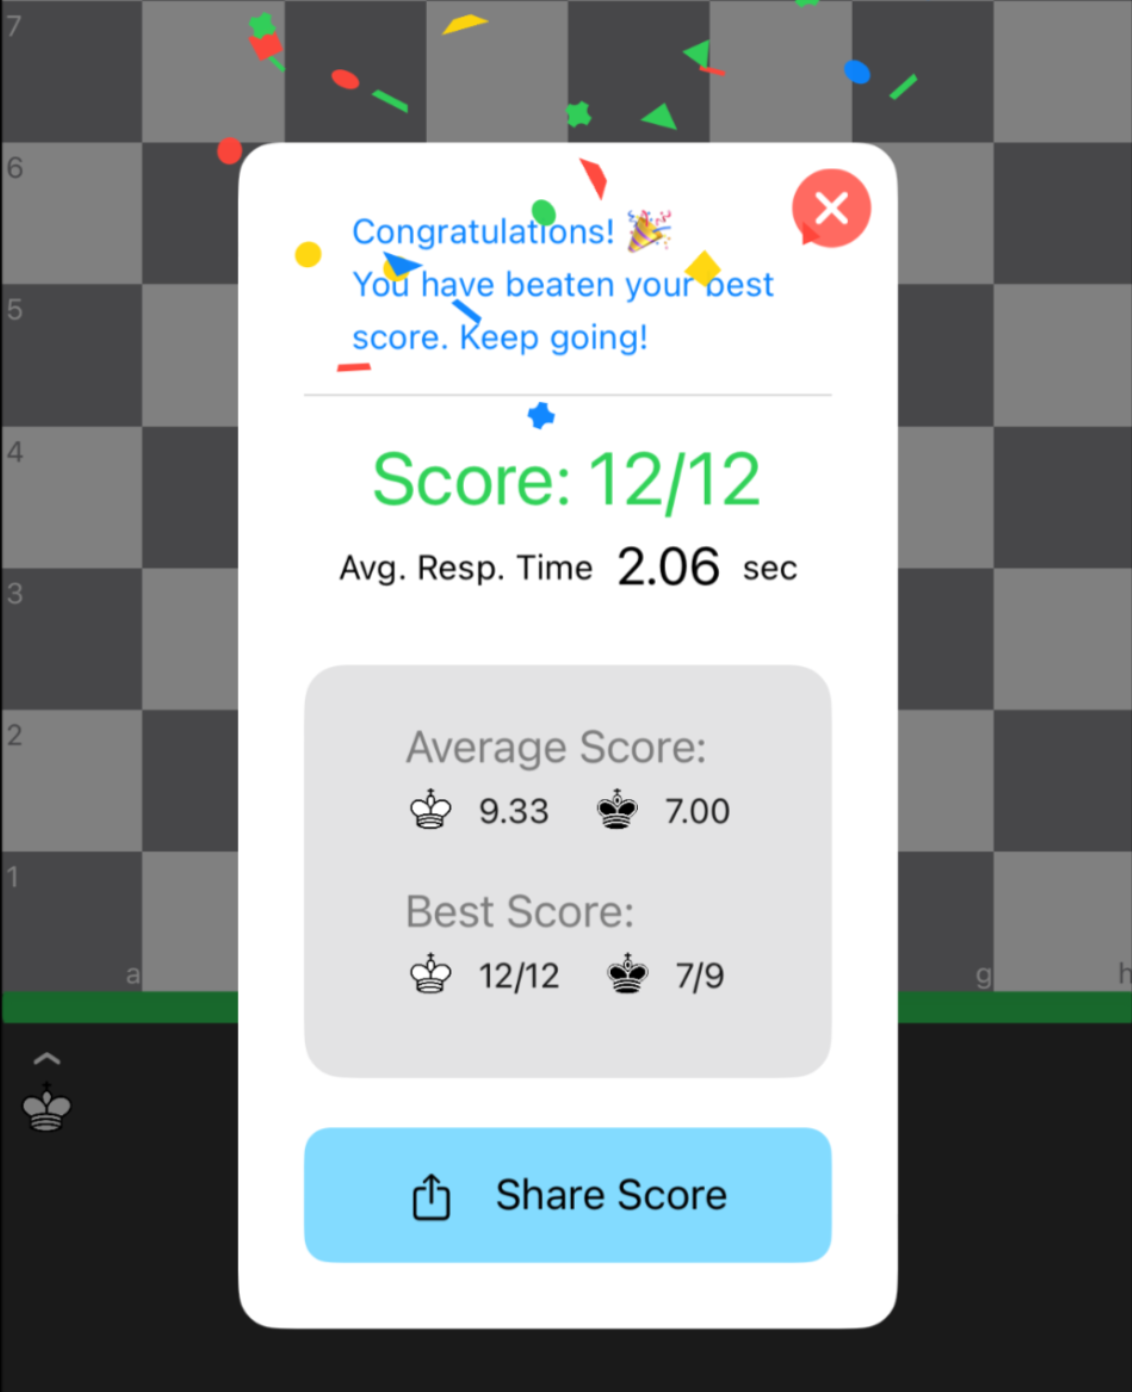 7
6
Congratulations! 🎉
You have beaten your best
5
score. Keep going!
4
Score: 12/12
Avg. Resp. Time 2.06 sec
3
2
Average Score:
♔ 9.33 ♚ 7.00
1
Best Score:
a
♔ 12/12 ♚ 7/9
g
h
Share Score